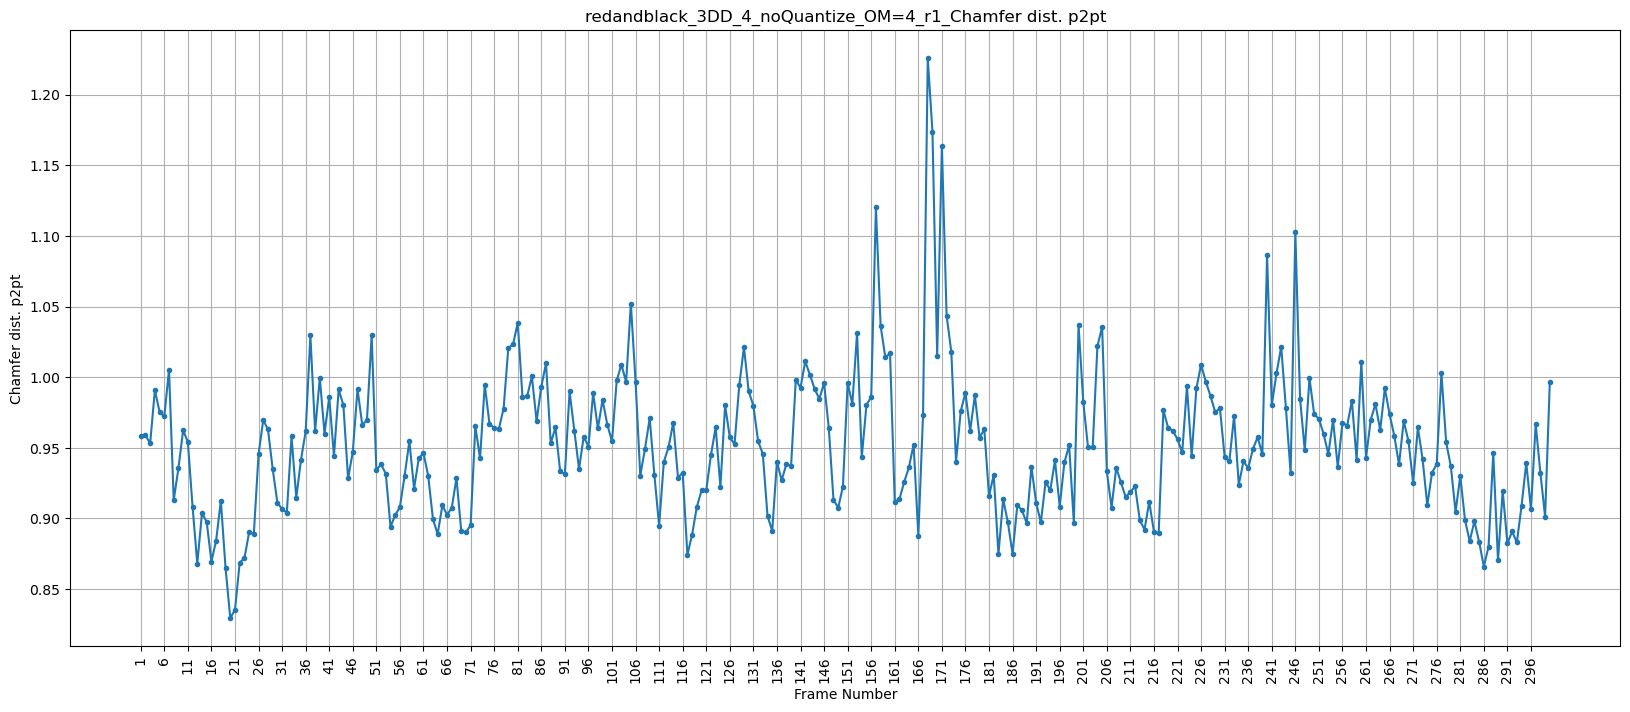 redandblack_3DD_4_noQuantize_OM=4_r1_Chamfer dist. p2pt
Chamfer dist. p2pt
1.20
1.15
1.10
1.05
1.00
0.95
0.90
0.85
1 6 11 16 21 26 31 36 41 46 51 56 61 66 71 76 81 86 91 96 101 106 111 116 121 126 131 136 141 146 151 156 161 166 171 176 181 186 191 196 201 206 211 216 221 226 231 236 241 246 251 256 261 266 271 276 281 286 291 296
Frame Number